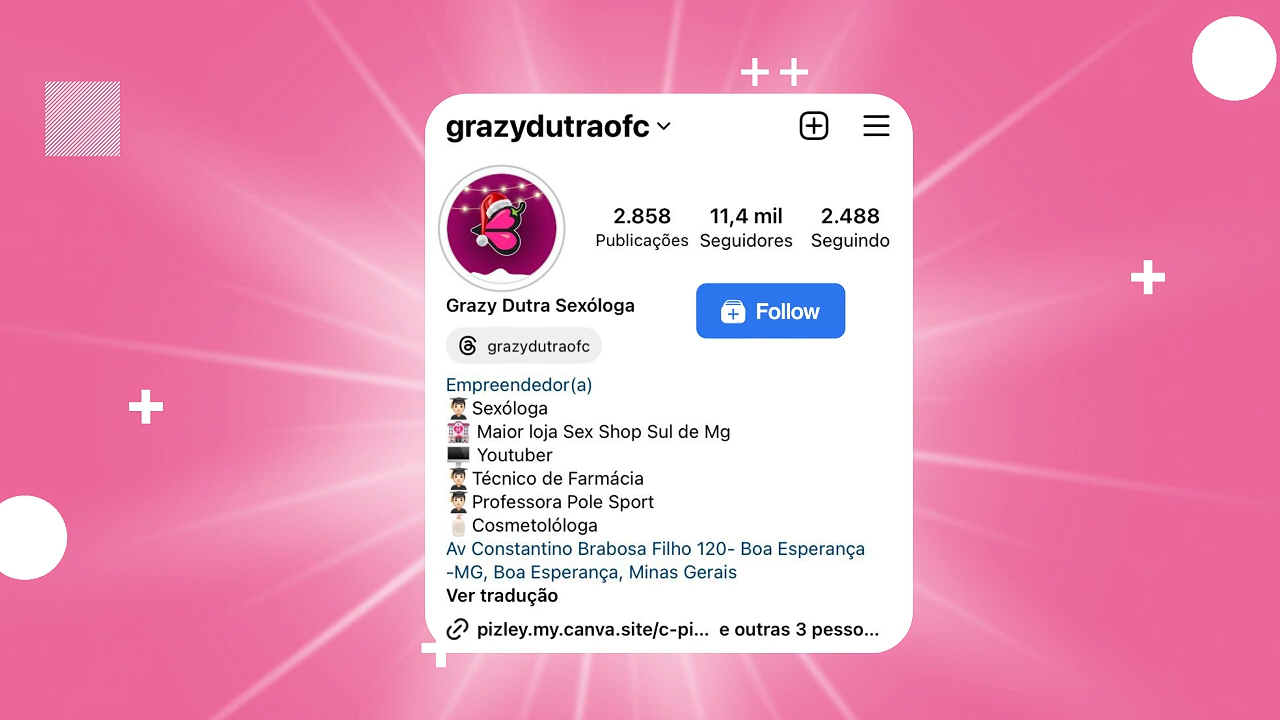 grazydutraofc
2.858 11,4 mil 2.488
Publicações Seguidores Seguindo
Grazy Dutra Sexóloga
Follow
grazydutraofc
Empreendedor(a)
Sexóloga
Maior loja Sex Shop Sul de Mg
Youtuber
Técnico de Farmácia
Professora Pole Sport
Cosmetolóloga
Av Constantino Brabosa Filho 120- Boa Esperança
-MG, Boa Esperança, Minas Gerais
Ver tradução
pizley.my.canva.site/c-pi... e outras 3 pesso...